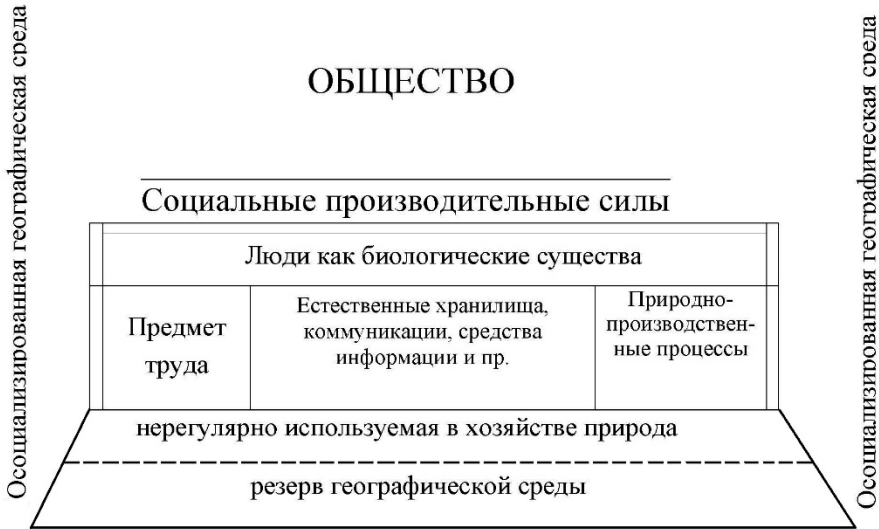 Осоциализированная географическая среда
ОБЩЕСТВО
Социальные производительные силы
Люди как биологические существа
Предмет
труда
Естественные хранилища,
коммуникации, средства
информации и пр.
Природно-
производствен-
ные процессы
нерегулярно используемая в хозяйстве природа
резерв географической среды
Осоциализированная географическая среда